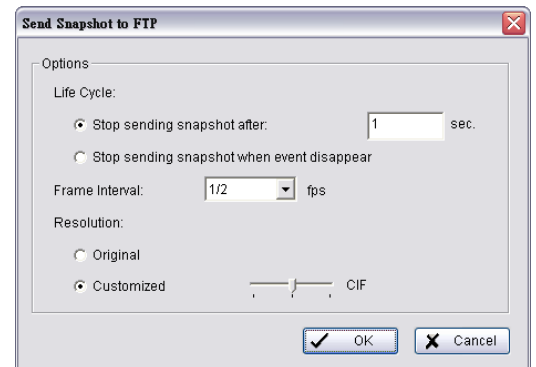 Send Snapshot to FTP
Options
Life Cycle:
Stop sending snapshot after: 1 sec.
Stop sending snapshot when event disappear
Frame Interval: 1/2 fps
Resolution:
Original
Customized CIF
OK Cancel